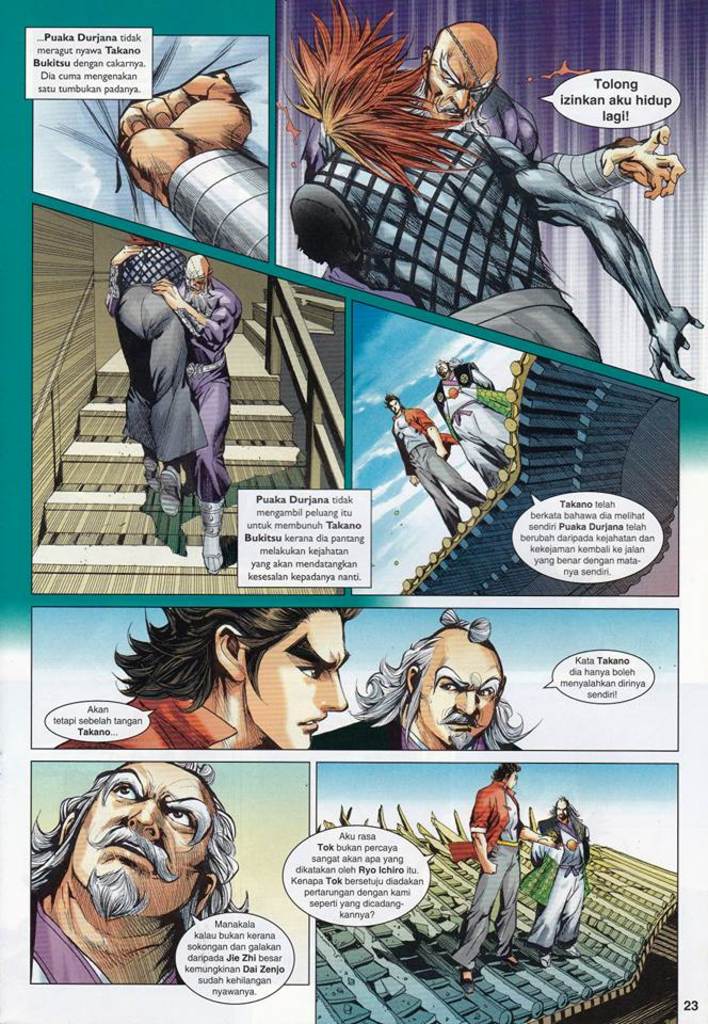 ...Puaka Durjana tidak
meragut nyawa Takano
Bukitsu dengan cakarnya.
Dia cuma mengenakan
satu tumbukan padanya.
Tolong
izinkan aku hidup
lagi!
Puaka Durjana tidak
mengambil peluang itu
untuk membunuh Takano
Bukitsu kerana dia pantang
melakukan kejahatan
yang akan mendatangkan
kesesalan kepadanya nanti.
Takano telah
berkata bahawa dia melihat
sendiri Puaka Durjana telah
berubah daripada kejahatan dan
kekejaman kembali ke jalan
yang benar dengan mata-
nya sendiri.
Akan
tetapi sebelah tangan
Takano...
Kata Takano
dia hanya boleh
menyalahkan dirinya
sendiri!
Manakala
kalau bukan kerana
sokongan dan galakan
daripada Jie Zhi besar
kemungkinan Dai Zenjo
sudah kehilangan
nyawanya.
Aku rasa
Tok bukan percaya
sangat akan apa yang
dikatakan oleh Ryo Ichiro itu.
Kenapa Tok bersetuju diadakan
pertarungan dengan kami
seperti yang dicadang-
kannya?
23